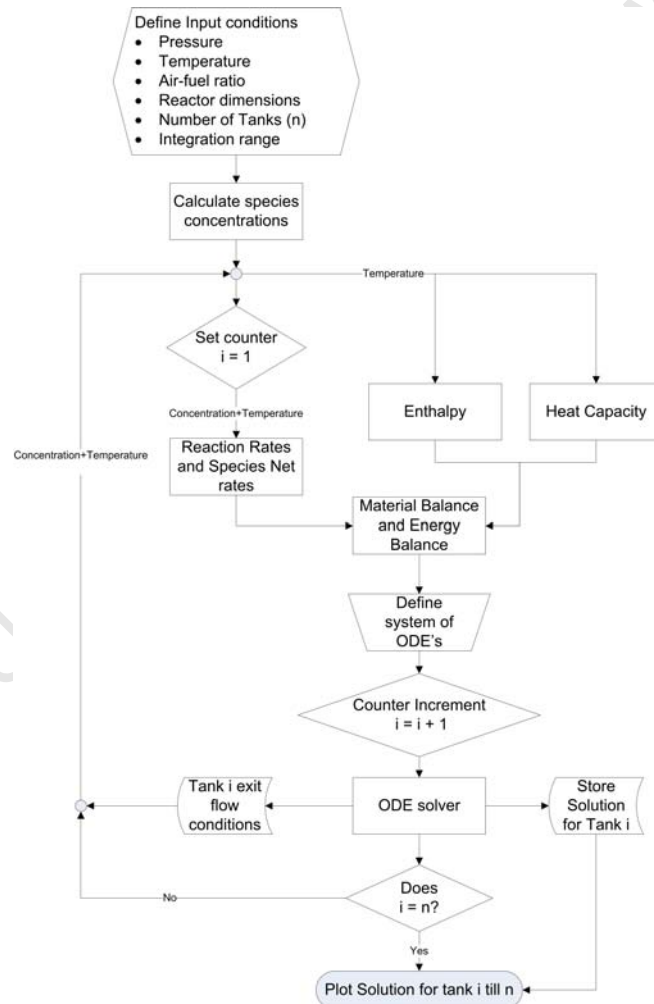 Define Input conditions
• Pressure
• Temperature
• Air-fuel ratio
• Reactor dimensions
• Number of Tanks (n)
• Integration range
Calculate species
concentrations
Temperature
Set counter
i = 1
Concentration+Temperature
Enthalpy
Heat Capacity
Concentration+Temperature
Reaction Rates
and Species Net
rates
Material Balance
and Energy
Balance
Define
system of
ODE's
Counter Increment
i = i + 1
Tank i exit
flow
conditions
ODE solver
Store
Solution
for Tank i
Does
i = n?
No
Yes
Plot Solution for tank i till n